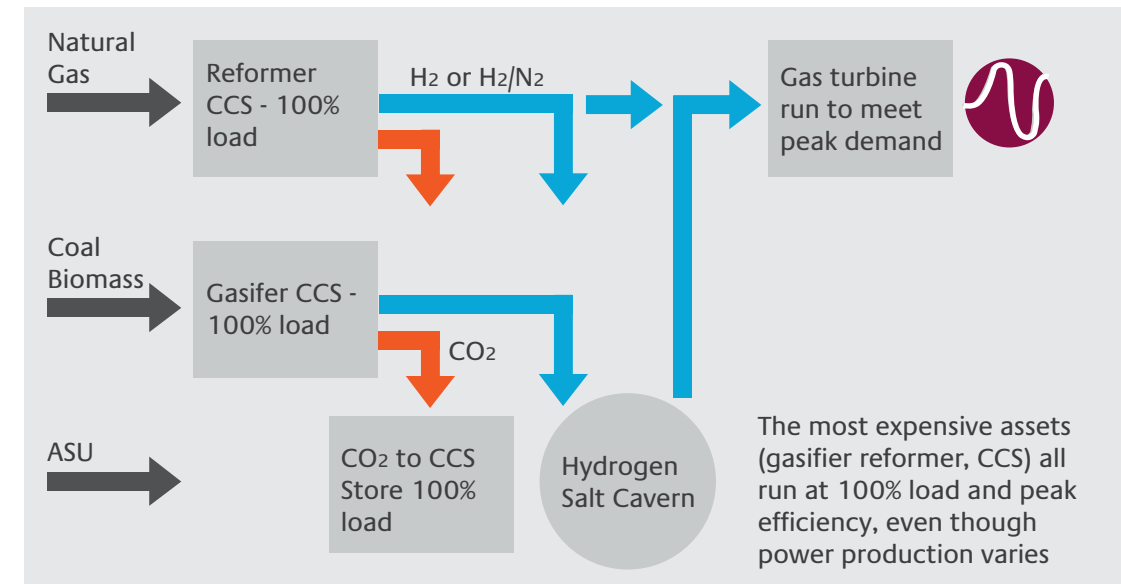 Natural
Gas
Reformer
CCS - 100%
load
H2 or H2/N2
Gas turbine
run to meet
peak demand
Coal
Biomass
Gasifer CCS -
100% load
CO2
ASU
CO2 to CCS
Store 100%
load
Hydrogen
Salt Cavern
The most expensive assets
(gasifier reformer, CCS) all
run at 100% load and peak
efficiency, even though
power production varies